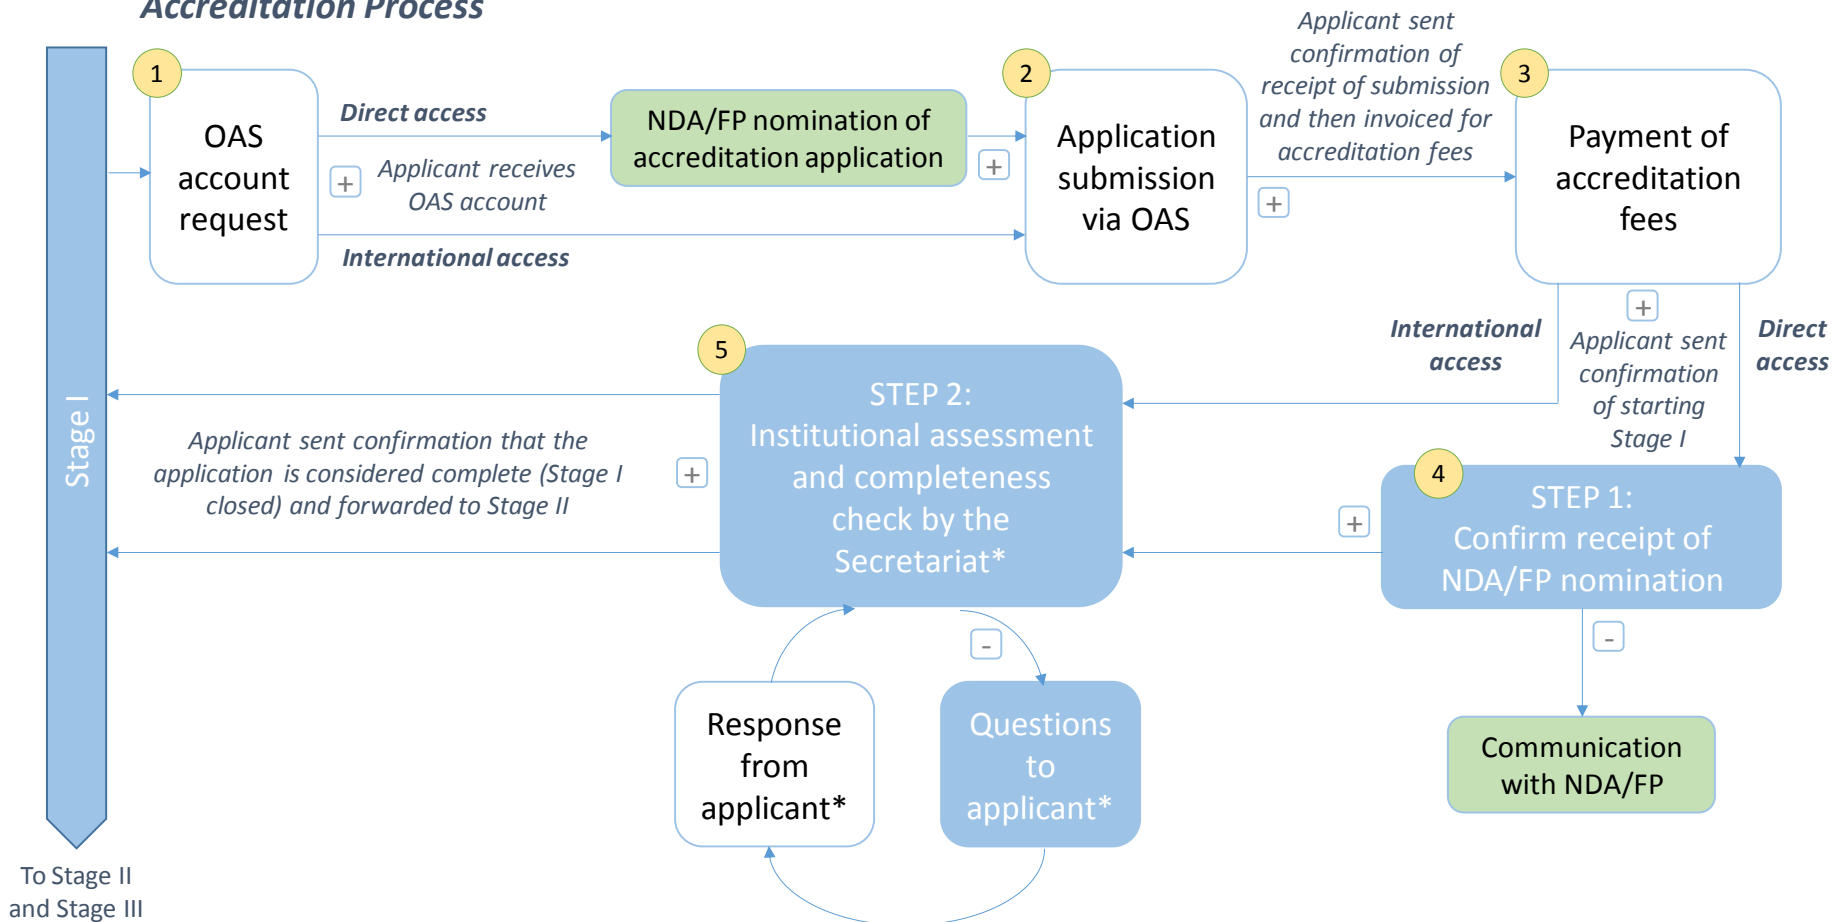 Accreditation Process
1
OAS
account
request
Direct access
+
Applicant receives
OAS account
International access
NDA/FP nomination of
accreditation application
+
2
Application
submission
via OAS
Applicant sent
confirmation of
receipt of submission
and then invoiced for
accreditation fees
+
3
Payment of
accreditation
fees
International
access
+
Applicant sent
confirmation
of starting
Stage I
Direct
access
4
STEP 1:
Confirm receipt of
NDA/FP nomination
+
-
Communication
with NDA/FP
5
STEP 2:
Institutional assessment
and completeness
check by the
Secretariat*
-
Questions
to
applicant*
Response
from
applicant*
+
Applicant sent confirmation that the
application is considered complete (Stage I
closed) and forwarded to Stage II
Stage I
To Stage II
and Stage III